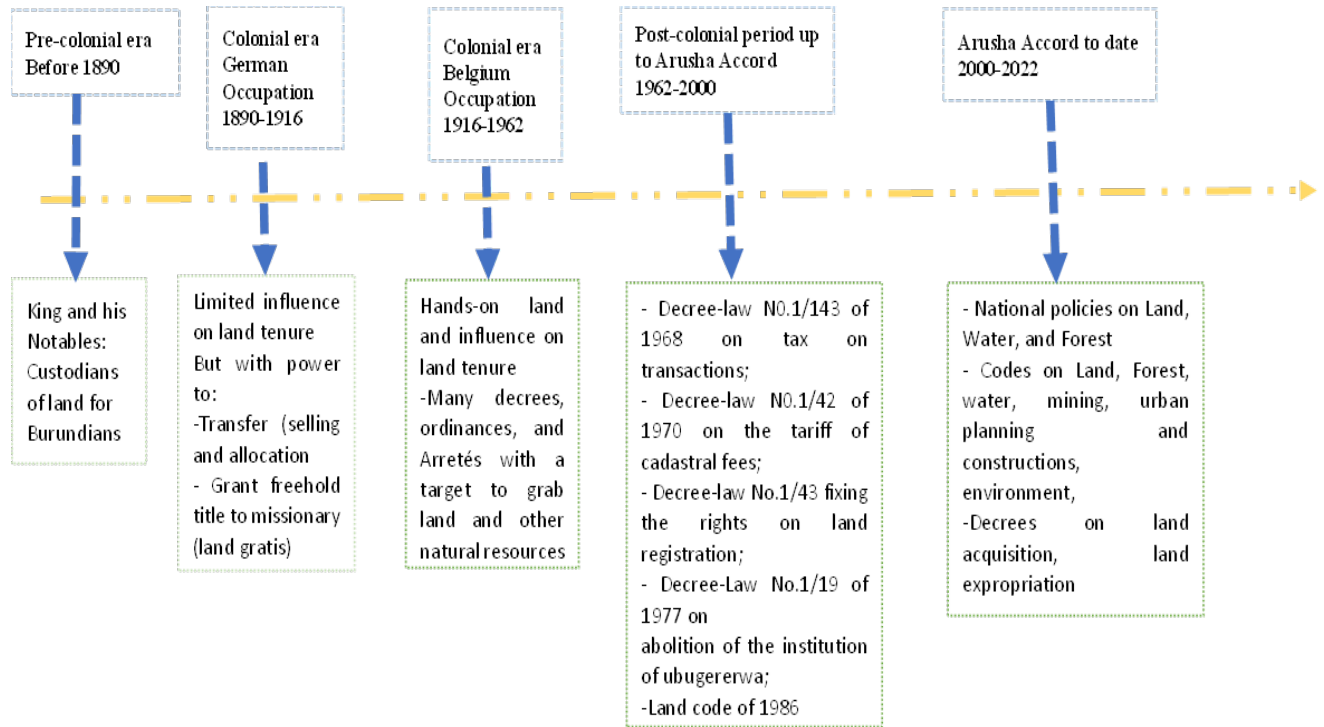 Pre-colonial era
Before 1890
Colonial era
German
Occupation
1890-1916
Colonial era
Belgium
Occupation
1916-1962
Post-colonial period up
to Arusha Accord
1962-2000
Arusha Accord to date
2000-2022
King and his
Notables:
Custodians
of land for
Burundians
Limited influence
on land tenure
But with power
to:
-Transfer (selling
and allocation
- Grant freehold
title to missionary
(land gratis)
Hands-on land
and influence on
land tenure
-Many decrees,
ordinances, and
Arretés with a
target to grab
land and other
natural resources
- Decree-law N0.1/143 of
1968 on tax on
transactions;
- Decree-law N0.1/42 of
1970 on the tariff of
cadastral fees;
- Decree-law No.1/43 fixing
the rights on land
registration;
- Decree-Law No.1/19 of
1977 on
abolition of the institution
of ubugererwa;
-Land code of 1986
- National policies on Land,
Water, and Forest
- Codes on Land, Forest,
water, mining, urban
planning and
constructions,
environment,
-Decrees on land
acquisition, land
expropriation